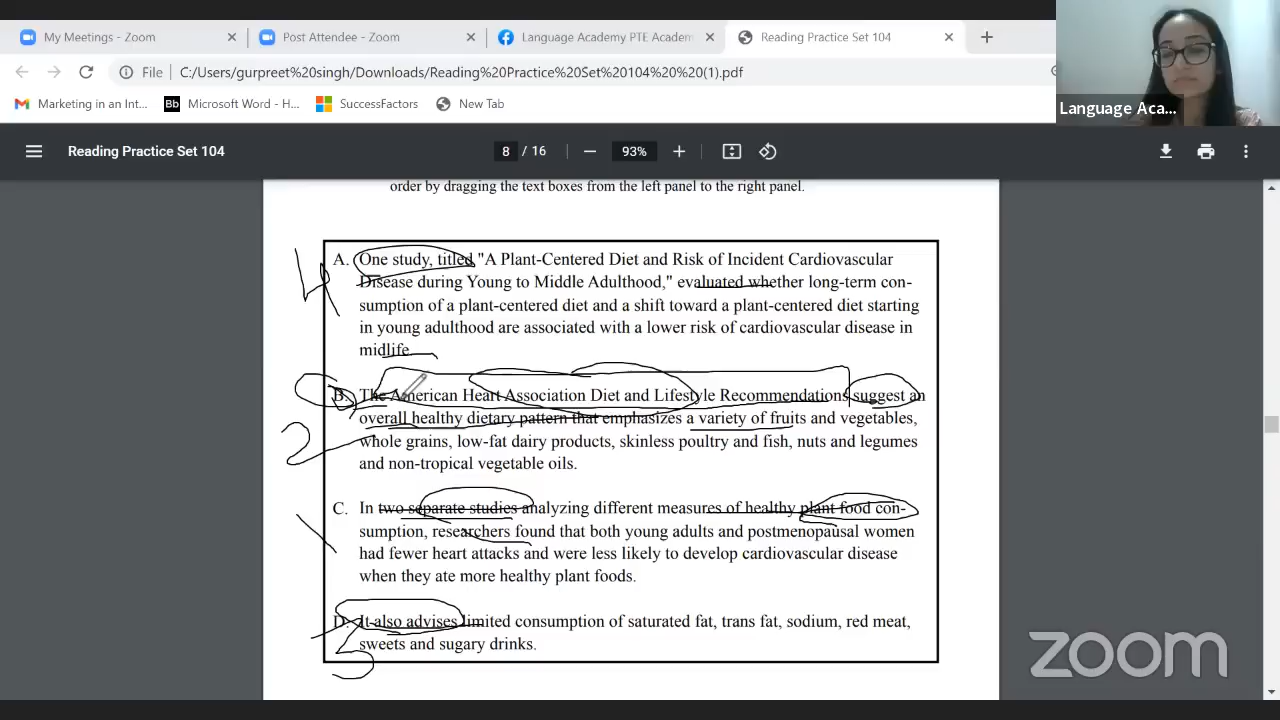 My Meetings - Zoom
Post Attendee - Zoom
Language Academy PTE Academ
Reading Practice Set 104
File
C:/Users/gurpreet%20singh/Downloads/Reading%20Practice%20Set%20104%20%20(1).pdf
Marketing in an Int...
Bb
Microsoft Word - H...
SuccessFactors
New Tab
Language Aca...
Reading Practice Set 104
8 / 16
93%
order by dragging the text boxes from the left panel to the right panel.
A. One study, titled "A Plant-Centered Diet and Risk of Incident Cardiovascular
Disease during Young to Middle Adulthood," evaluated whether long-term con-
sumption of a plant-centered diet and a shift toward a plant-centered diet starting
in young adulthood are associated with a lower risk of cardiovascular disease in
midlife.
4
B. The American Heart Association Diet and Lifestyle Recommendations suggest an
overall healthy dietary pattern that emphasizes a variety of fruits and vegetables,
whole grains, low-fat dairy products, skinless poultry and fish, nuts and legumes
and non-tropical vegetable oils.
2
C. In two separate studies analyzing different measures of healthy plant food con-
sumption, researchers found that both young adults and postmenopausal women
had fewer heart attacks and were less likely to develop cardiovascular disease
when they ate more healthy plant foods.
D. It also advises limited consumption of saturated fat, trans fat, sodium, red meat,
sweets and sugary drinks.
3
zoom